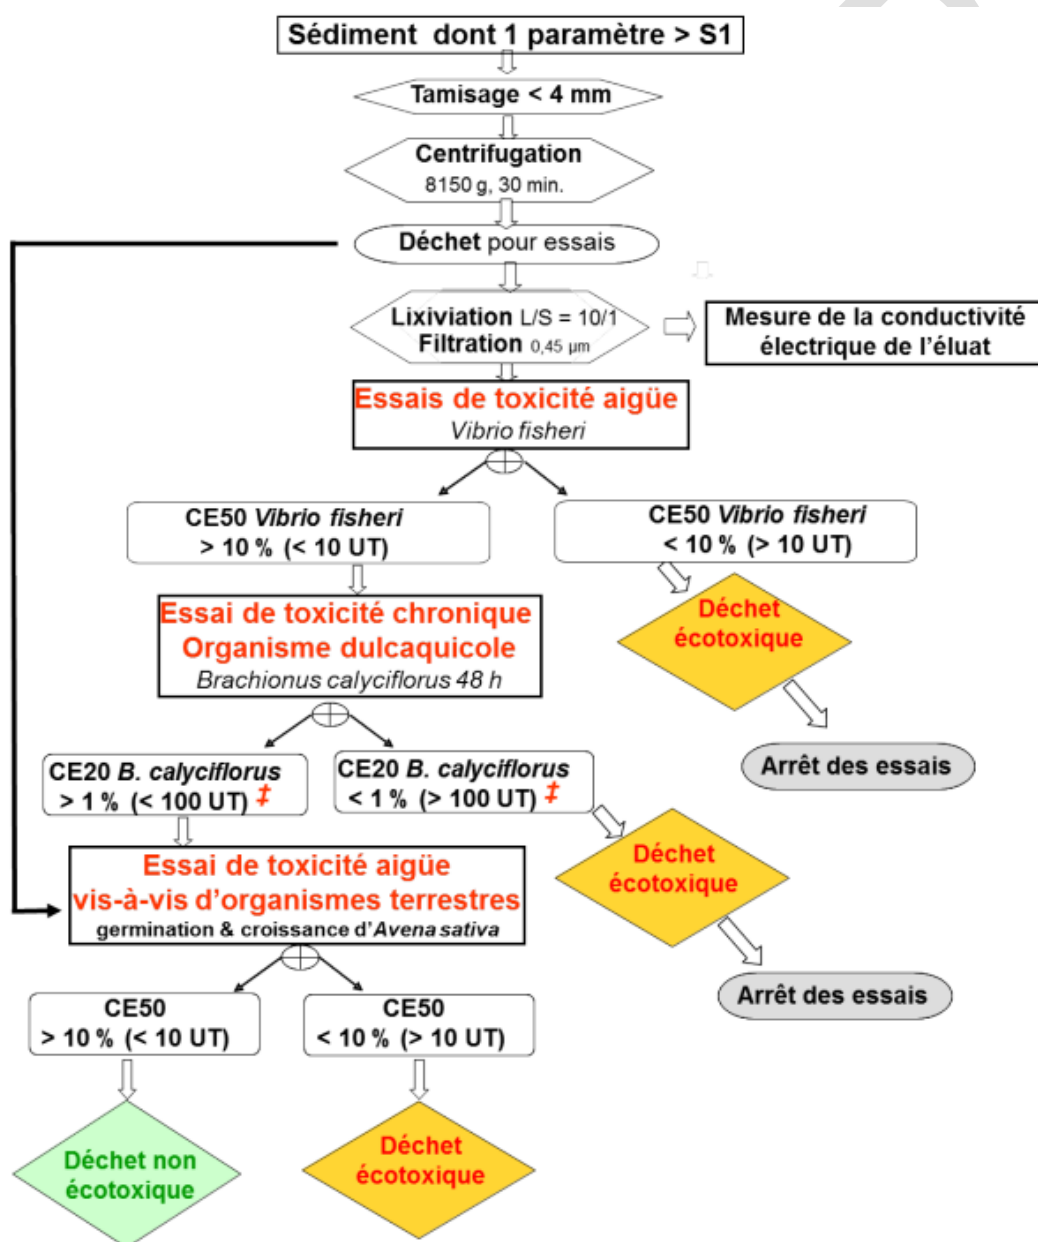 Sédiment dont 1 paramètre > S1
Tamisage < 4 mm
Centrifugation
8150 g, 30 min.
Déchet pour essais
Lixiviation L/S = 10/1
Filtration 0,45 µm
Mesure de la conductivité
électrique de l'éluat
Essais de toxicité aigüe
Vibrio fisheri
CE50 Vibrio fisheri
> 10 % (< 10 UT)
CE50 Vibrio fisheri
< 10 % (> 10 UT)
Déchet
écotoxique
Arrêt des essais
Essai de toxicité chronique
Organisme dulcaquicole
Brachionus calyciflorus 48 h
CE20 B. calyciflorus
> 1 % (< 100 UT) ‡
CE20 B. calyciflorus
< 1 % (> 100 UT) ‡
Déchet
écotoxique
Arrêt des essais
Essai de toxicité aigüe
vis-à-vis d'organismes terrestres
germination & croissance d'Avena sativa
CE50
> 10 % (< 10 UT)
CE50
< 10 % (> 10 UT)
Déchet non
écotoxique
Déchet
écotoxique